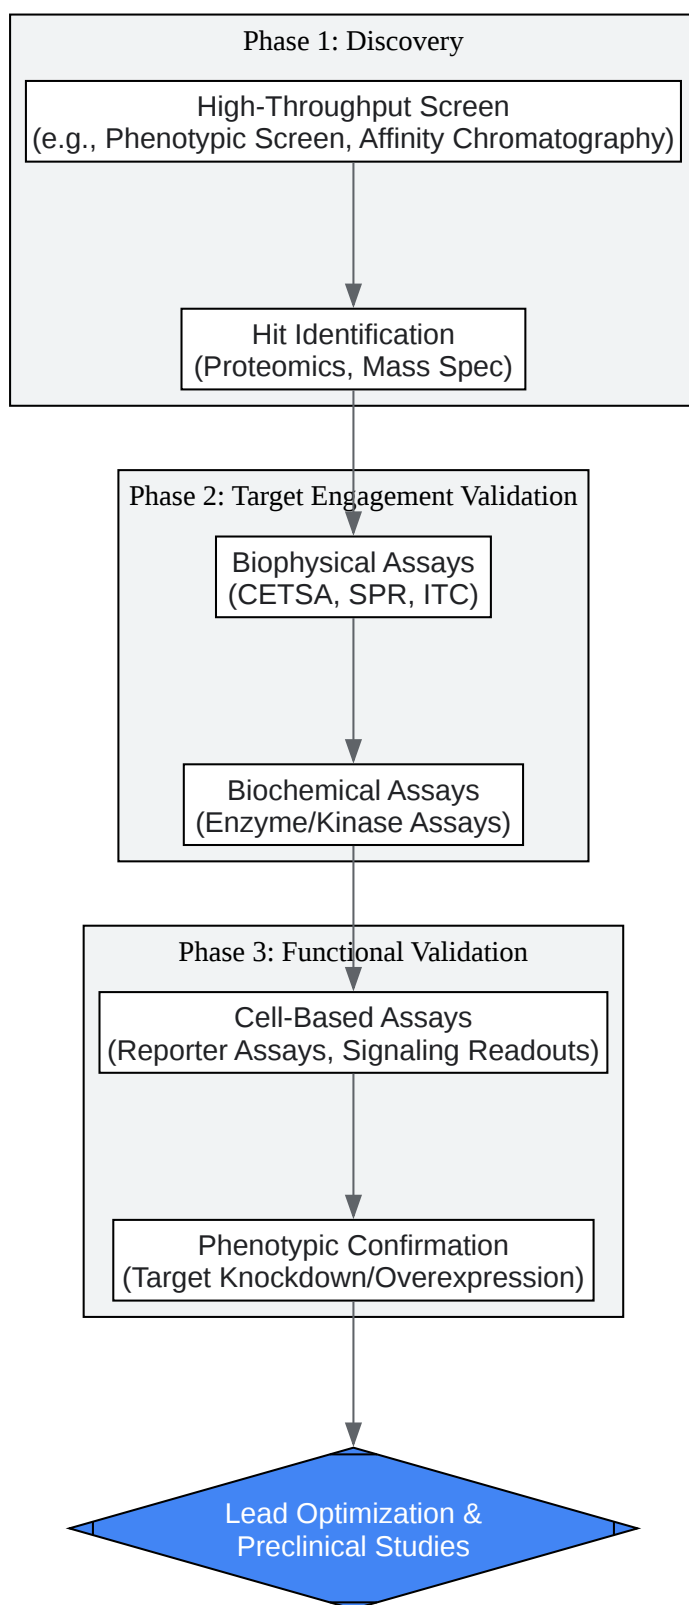 Phase 1: Discovery
High-Throughput Screen
(e.g., Phenotypic Screen, Affinity Chromatography)
Hit Identification
(Proteomics, Mass Spec)
Phase 2: Target Engagement Validation
Biophysical Assays
(CETSA, SPR, ITC)
Biochemical Assays
(Enzyme/Kinase Assays)
Phase 3: Functional Validation
Cell-Based Assays
(Reporter Assays, Signaling Readouts)
Phenotypic Confirmation
(Target Knockdown/Overexpression)
Lead Optimization &
Preclinical Studies